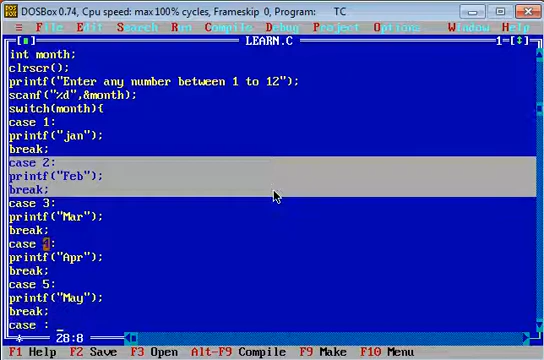 DOSBox 0.74, Cpu speed: max 100% cycles, Frameskip 0, Program: TC
≡ File Edit Search Run Compile Debug Project Options Window Help
[■] LEARN.C 1=[↕]
int month;
clrscr();
printf("Enter any number between 1 to 12");
scanf("%d",&month);
switch(month){
case 1:
printf("jan");
break;
case 2:
printf("Feb");
break;
case 3:
printf("Mar");
break;
case 4:
printf("Apr");
break;
case 5:
printf("May");
break;
case : _
* 28:8
F1 Help F2 Save F3 Open Alt-F9 Compile F9 Make F10 Menu